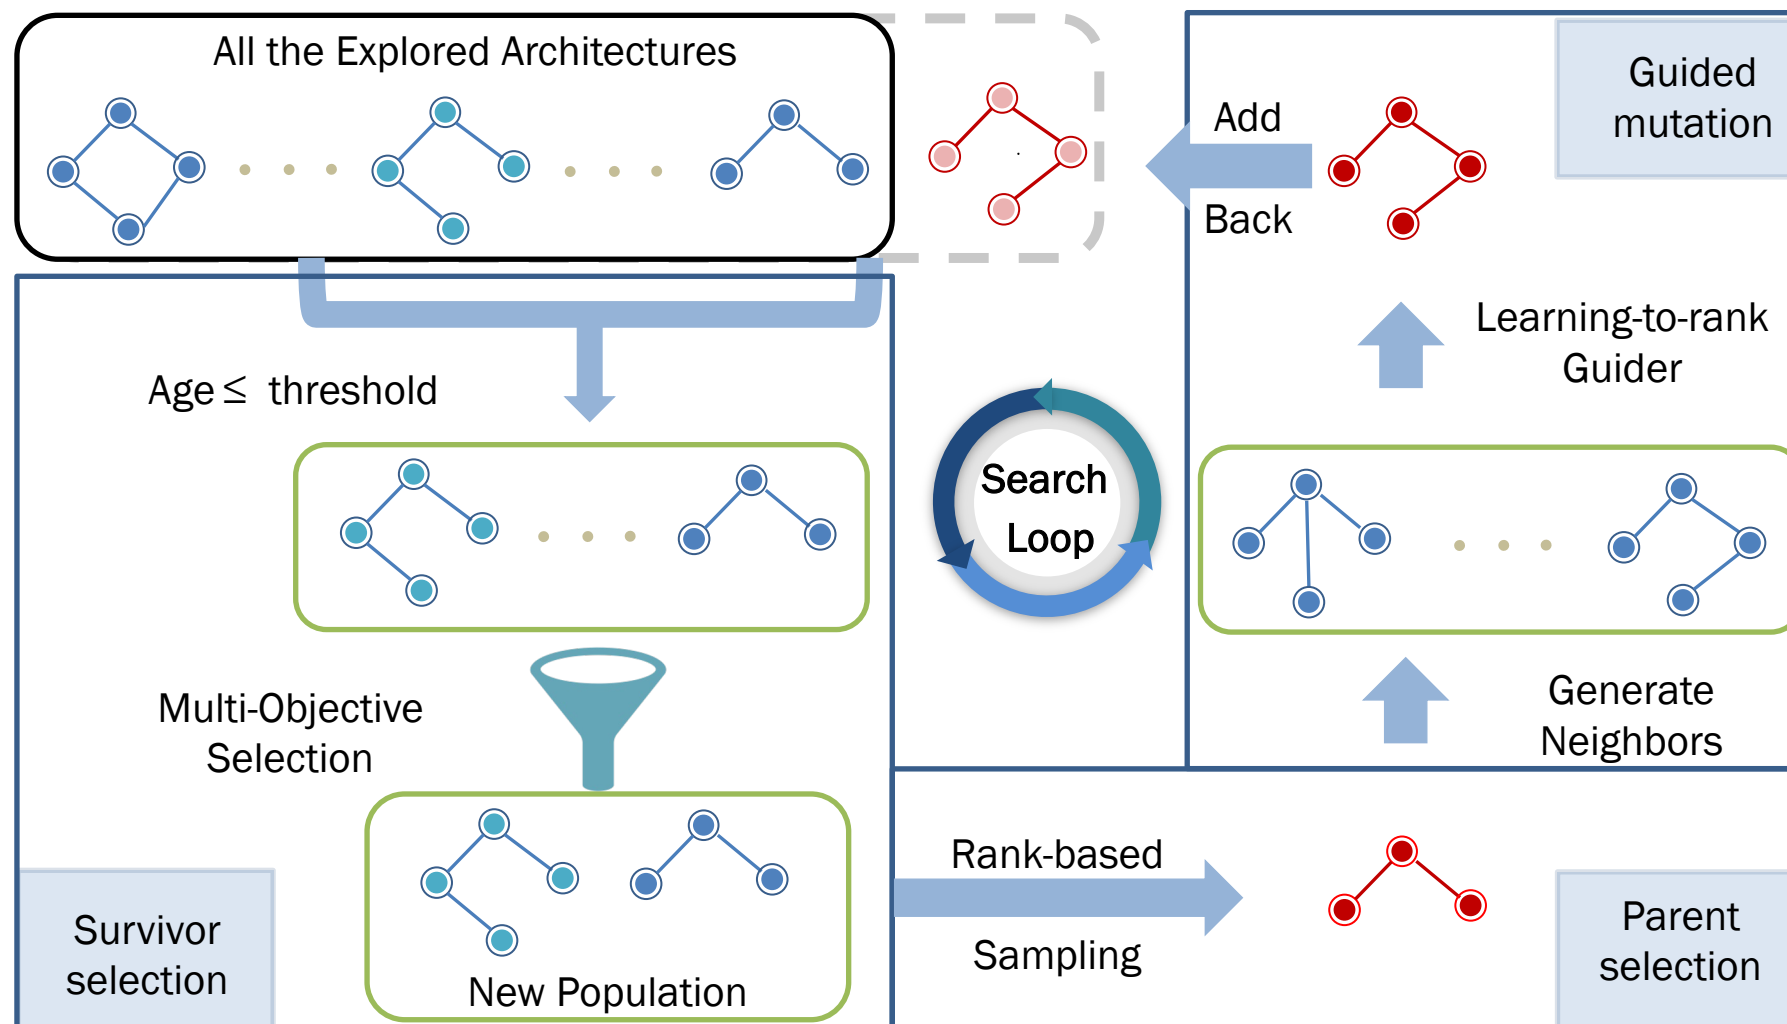 All the Explored Architectures
Guided
mutation
Add
Back
Learning-to-rank
Guider
Age ≤ threshold
Search
Loop
Multi-Objective
Selection
Generate
Neighbors
Rank-based
Sampling
Survivor
selection
New Population
Parent
selection